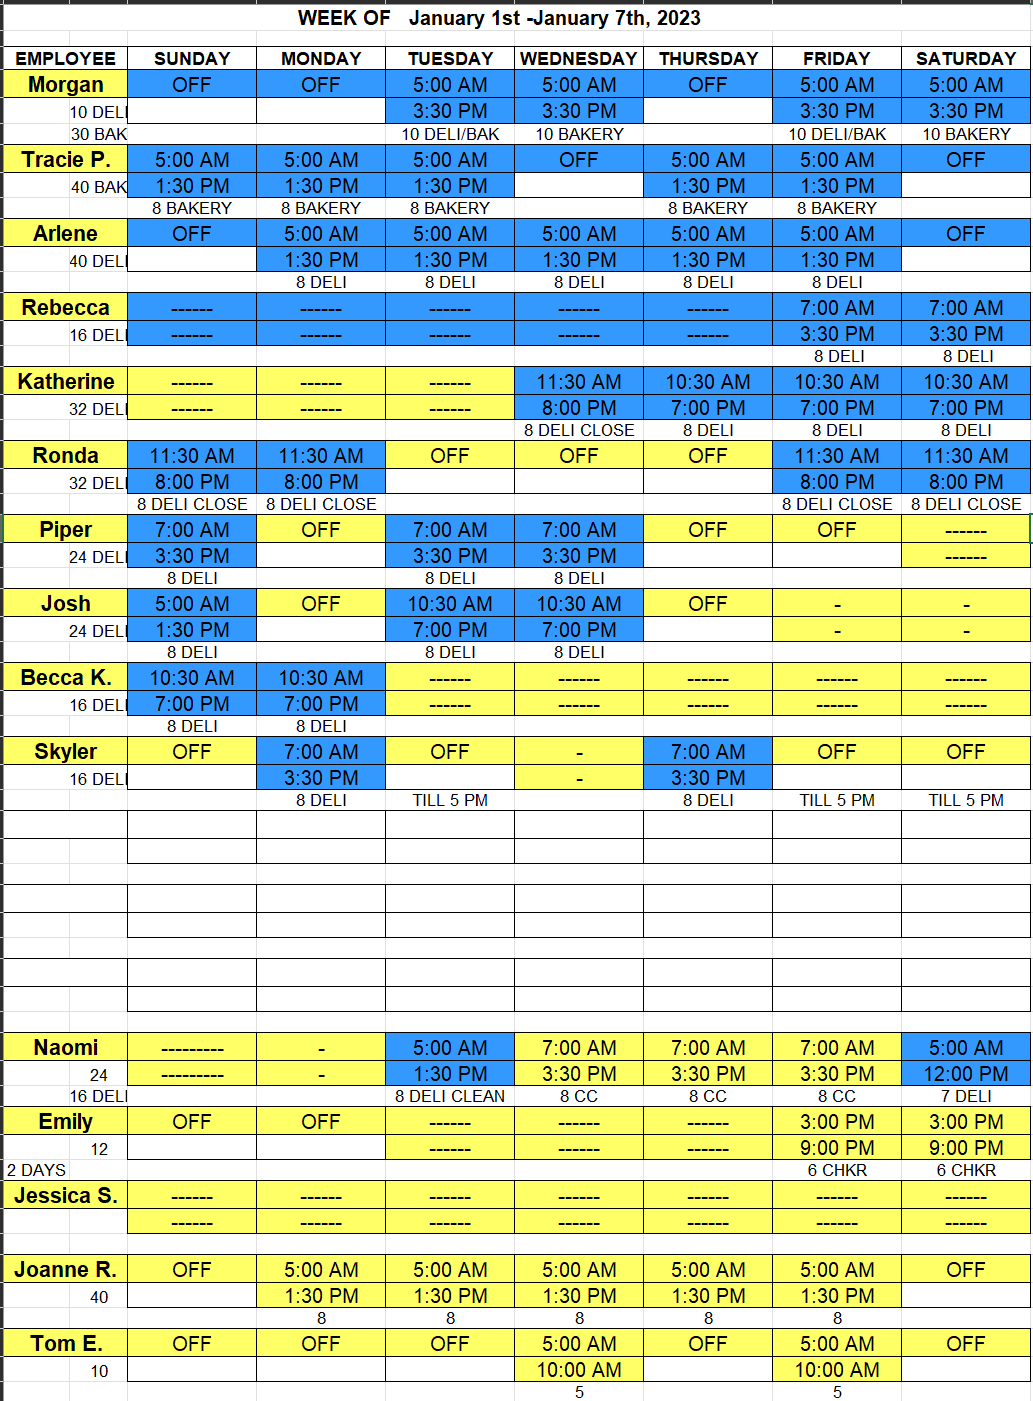 WEEK OF January 1st -January 7th, 2023
EMPLOYEE SUNDAY MONDAY TUESDAY WEDNESDAY THURSDAY FRIDAY SATURDAY
Morgan OFF OFF 5:00 AM 5:00 AM OFF 5:00 AM 5:00 AM
10 DELI 3:30 PM 3:30 PM 3:30 PM 3:30 PM
30 BAK 10 DELI/BAK 10 BAKERY 10 DELI/BAK 10 BAKERY
Tracie P. 5:00 AM 5:00 AM 5:00 AM OFF 5:00 AM 5:00 AM OFF
40 BAK 1:30 PM 1:30 PM 1:30 PM 1:30 PM 1:30 PM
8 BAKERY 8 BAKERY 8 BAKERY 8 BAKERY 8 BAKERY
Arlene OFF 5:00 AM 5:00 AM 5:00 AM 5:00 AM 5:00 AM OFF
40 DELI 1:30 PM 1:30 PM 1:30 PM 1:30 PM 1:30 PM
8 DELI 8 DELI 8 DELI 8 DELI 8 DELI
Rebecca ------ ------ ------ ------ ------ 7:00 AM 7:00 AM
16 DELI ------ ------ ------ ------ ------ 3:30 PM 3:30 PM
8 DELI 8 DELI
Katherine ------ ------ ------ 11:30 AM 10:30 AM 10:30 AM 10:30 AM
32 DELI ------ ------ ------ 8:00 PM 7:00 PM 7:00 PM 7:00 PM
8 DELI CLOSE 8 DELI 8 DELI 8 DELI
Ronda 11:30 AM 11:30 AM OFF OFF OFF 11:30 AM 11:30 AM
32 DELI 8:00 PM 8:00 PM 8:00 PM 8:00 PM
8 DELI CLOSE 8 DELI CLOSE 8 DELI CLOSE 8 DELI CLOSE
Piper 7:00 AM OFF 7:00 AM 7:00 AM OFF OFF ------
24 DELI 3:30 PM 3:30 PM 3:30 PM ------
8 DELI 8 DELI 8 DELI
Josh 5:00 AM OFF 10:30 AM 10:30 AM OFF - -
24 DELI 1:30 PM 7:00 PM 7:00 PM - -
8 DELI 8 DELI 8 DELI
Becca K. 10:30 AM 10:30 AM ------ ------ ------ ------ ------
16 DELI 7:00 PM 7:00 PM ------ ------ ------ ------ ------
8 DELI 8 DELI
Skyler OFF 7:00 AM OFF - 7:00 AM OFF OFF
16 DELI 3:30 PM - 3:30 PM
8 DELI TILL 5 PM 8 DELI TILL 5 PM TILL 5 PM
Naomi --------- - 5:00 AM 7:00 AM 7:00 AM 7:00 AM 5:00 AM
24 --------- - 1:30 PM 3:30 PM 3:30 PM 3:30 PM 12:00 PM
16 DELI 8 DELI CLEAN 8 CC 8 CC 8 CC 7 DELI
Emily OFF OFF ------ ------ ------ 3:00 PM 3:00 PM
12 ------ ------ ------ 9:00 PM 9:00 PM
2 DAYS 6 CHKR 6 CHKR
Jessica S. ------ ------ ------ ------ ------ ------ ------
------ ------ ------ ------ ------ ------ ------
Joanne R. OFF 5:00 AM 5:00 AM 5:00 AM 5:00 AM 5:00 AM OFF
40 1:30 PM 1:30 PM 1:30 PM 1:30 PM 1:30 PM
8 8 8 8 8
Tom E. OFF OFF OFF 5:00 AM OFF 5:00 AM OFF
10 10:00 AM 10:00 AM
5 5